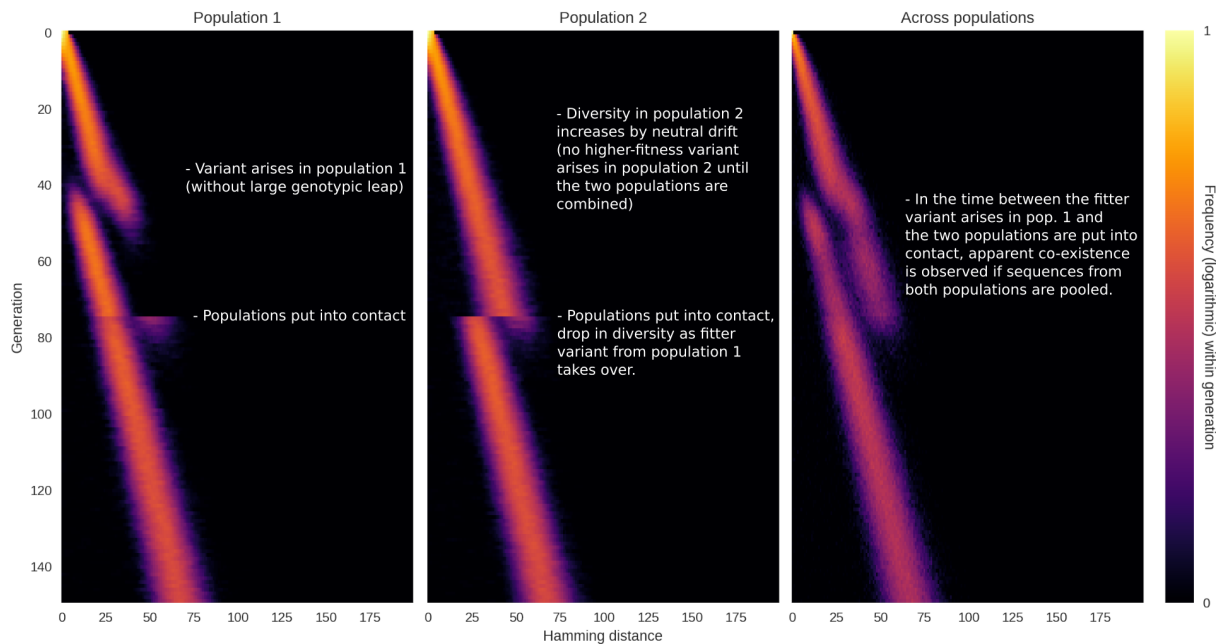 Population 1
Population 2
Across populations
0
20
40
60
80
100
120
140
Generation
- Variant arises in population 1
(without large genotypic leap)
- Populations put into contact
0 25 50 75 100 125 150 175
- Diversity in population 2
increases by neutral drift
(no higher-fitness variant
arises in population 2 until
the two populations are
combined)
- Populations put into contact,
drop in diversity as fitter
variant from population 1
takes over.
0 25 50 75 100 125 150 175
Hamming distance
- In the time between the fitter
variant arises in pop. 1 and
the two populations are put into
contact, apparent co-existence
is observed if sequences from
both populations are pooled.
0 25 50 75 100 125 150 175
1
0
Frequency (logarithmic) within generation